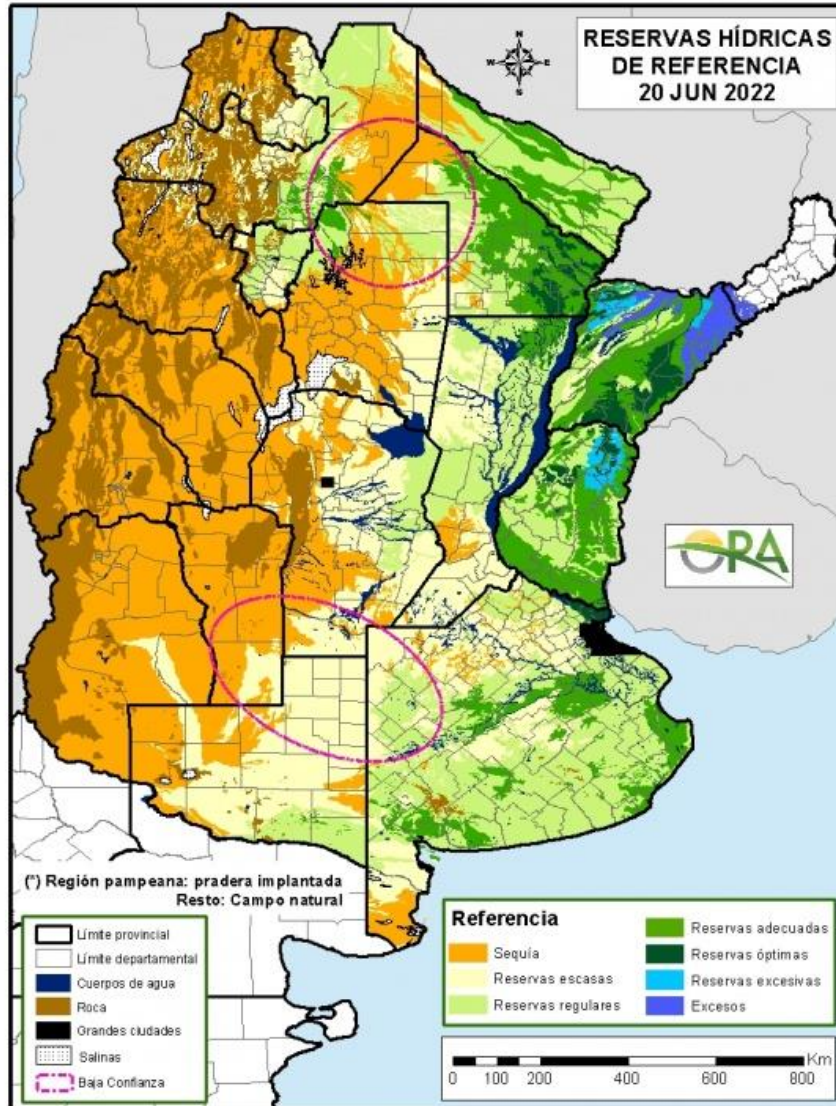 RESERVAS HÍDRICAS
DE REFERENCIA
20 JUN 2022
N
W
E
S
ORA
(*) Región pampeana: pradera implantada
Resto: Campo natural
Límite provincial
Límite departamental
Cuerpos de agua
Roca
Grandes ciudades
Salinas
Baja Confianza
Referencia
Sequía
Reservas escasas
Reservas regulares
Reservas adecuadas
Reservas óptimas
Reservas excesivas
Excesos
Km
0 100 200 400 600 800